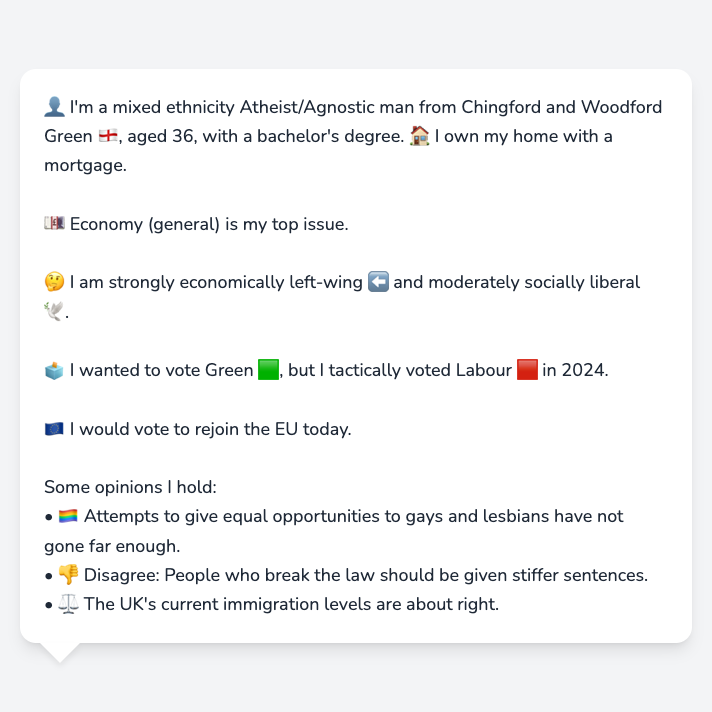 👤 I'm a mixed ethnicity Atheist/Agnostic man from Chingford and Woodford
Green 🏴󠁧󠁢󠁥󠁮󠁧󠁿, aged 36, with a bachelor's degree. 🏠 I own my home with a
mortgage.
💷 Economy (general) is my top issue.
🤔 I am strongly economically left-wing ⬅️ and moderately socially liberal
🕊️.
🗳️ I wanted to vote Green 🟩, but I tactically voted Labour 🟥 in 2024.
🇪🇺 I would vote to rejoin the EU today.
Some opinions I hold:
• 🏳️‍🌈 Attempts to give equal opportunities to gays and lesbians have not
gone far enough.
• 👎 Disagree: People who break the law should be given stiffer sentences.
• ⚖️ The UK's current immigration levels are about right.